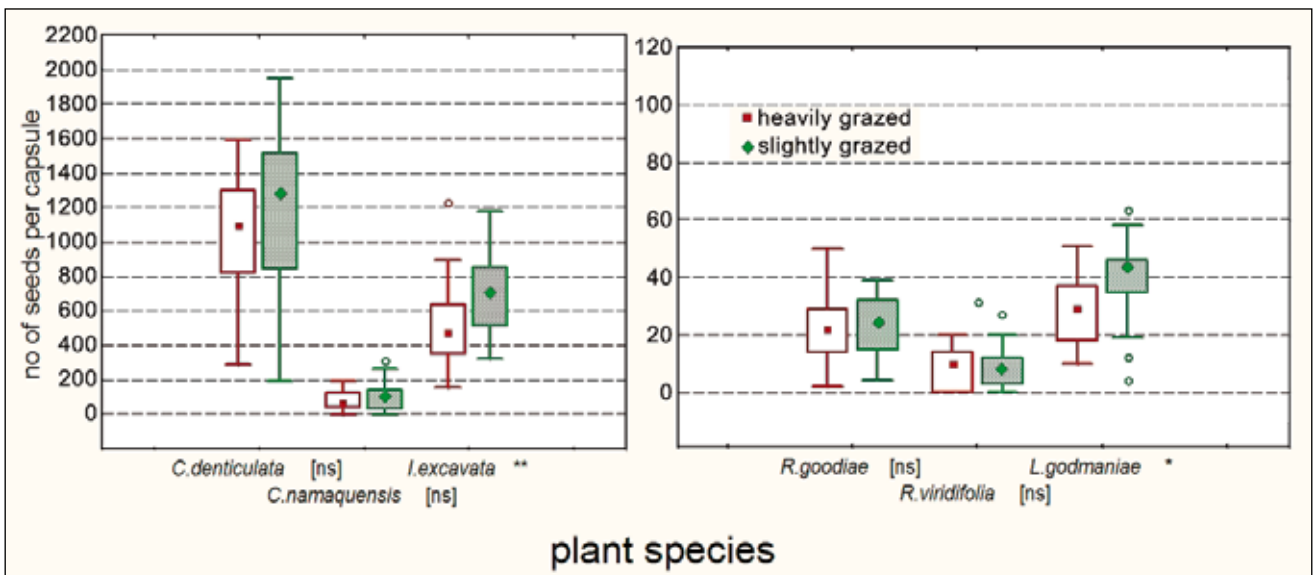 no of seeds per capsule
2200
2000
1800
1600
1400
1200
1000
800
600
400
200
0
C.denticulata [ns]
I.excavata **
C.namaquensis [ns]
120
100
80
60
40
20
0
heavily grazed
slightly grazed
R.goodiae [ns]
L.godmaniae *
R.viridifolia [ns]
plant species